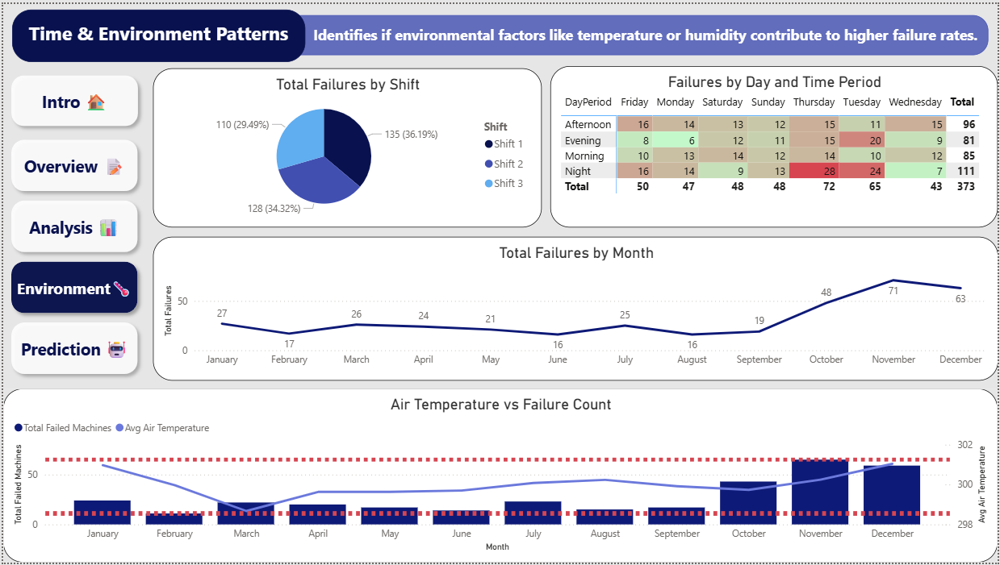 Time & Environment Patterns
Identifies if environmental factors like temperature or humidity contribute to higher failure rates.
Intro
Overview
Analysis
Environment
Prediction
Total Failures by Shift
110 (29.49%)
135 (36.19%)
128 (34.32%)
Shift
Shift 1
Shift 2
Shift 3
Failures by Day and Time Period
DayPeriod Friday Monday Saturday Sunday Thursday Tuesday Wednesday Total
Afternoon 16 14 13 12 15 11 15 96
Evening 8 6 12 11 15 20 9 81
Morning 10 13 14 12 14 10 12 85
Night 16 14 9 13 28 24 7 111
Total 50 47 48 48 72 65 43 373
Total Failures by Month
Total Failures
50
0
27
17
26
24
21
16
25
16
19
48
71
63
January February March April May June July August September October November December
Air Temperature vs Failure Count
Total Failed Machines Avg Air Temperature
Total Failed Machines
50
0
302
300
298
Avg Air Temperature
January February March April May June July August September October November December
Month